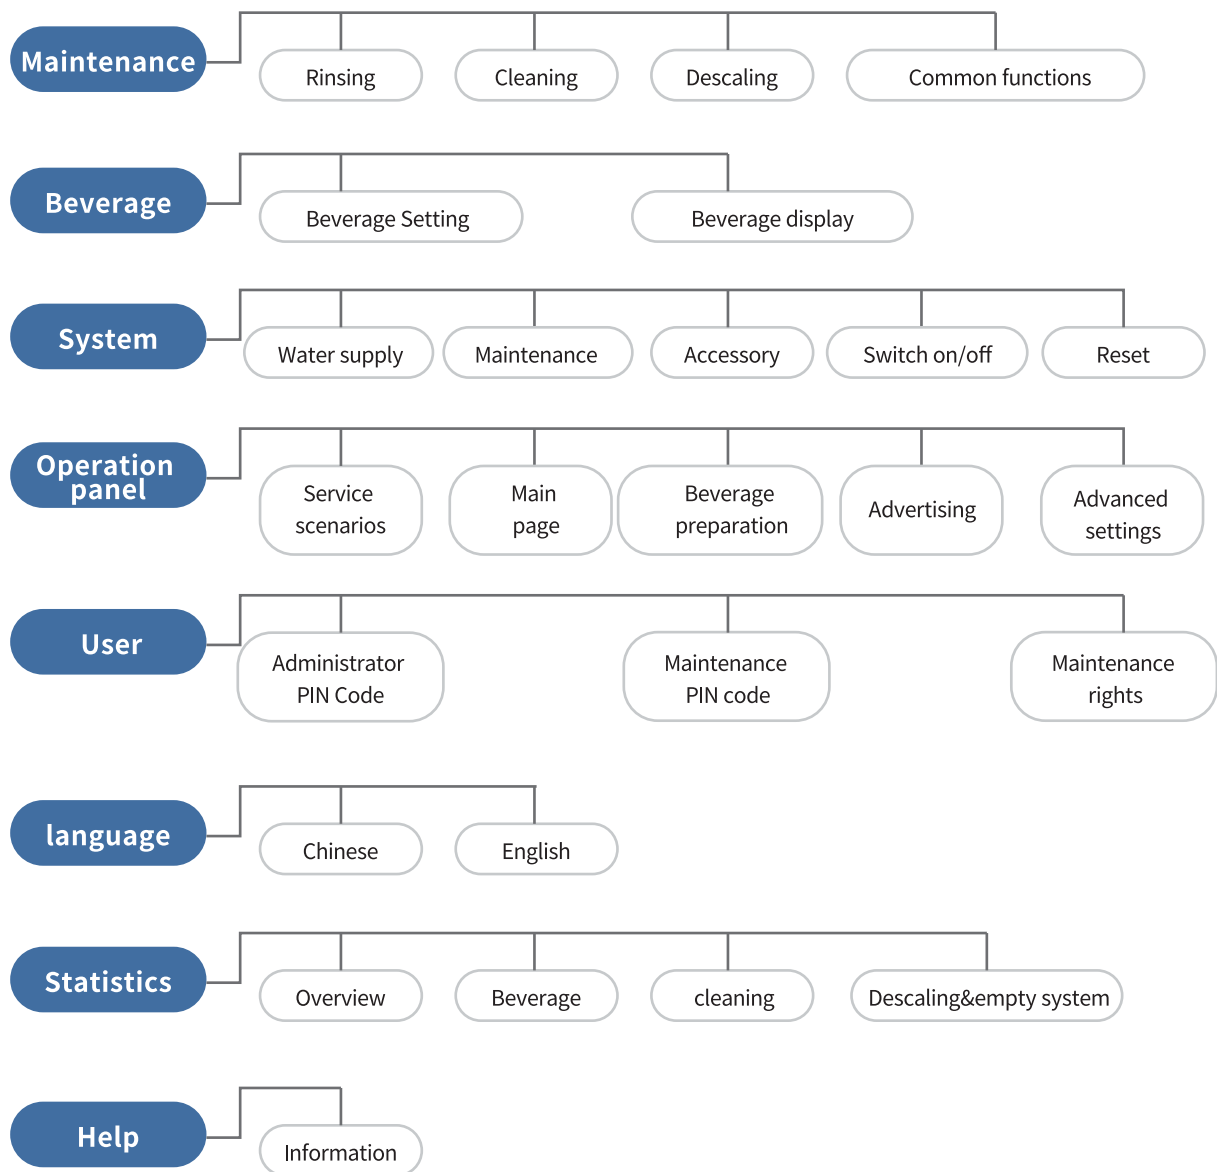 Maintenance
Rinsing
Cleaning
Descaling
Common functions
Beverage
Beverage Setting
Beverage display
System
Water supply
Maintenance
Accessory
Switch on/off
Reset
Operation
panel
Service
scenarios
Main
page
Beverage
preparation
Advertising
Advanced
settings
User
Administrator
PIN Code
Maintenance
PIN code
Maintenance
rights
language
Chinese
English
Statistics
Overview
Beverage
cleaning
Descaling&empty system
Help
Information